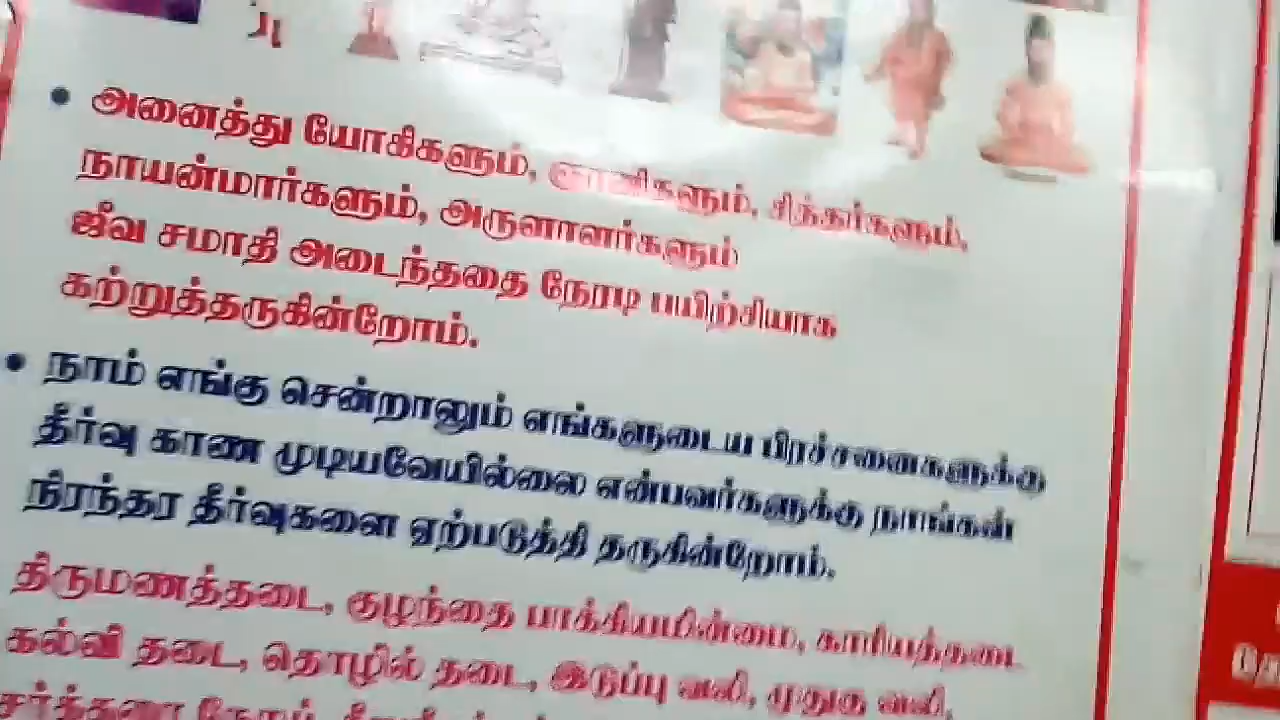 அனைத்து யோகிகளும், ஞானிகளும், சித்தர்களும்,
நாயன்மார்களும், அருளாளர்களும்
ஜீவ சமாதி அடைந்ததை நேரடி பயிற்சியாக
கற்றுத்தருகின்றோம்.
நாம் எங்கு சென்றாலும் எங்களுடைய பிரச்சனைகளுக்கு
தீர்வு காண முடியவேயில்லை என்பவர்களுக்கு நாங்கள்
நிரந்தர தீர்வுகளை ஏற்படுத்தி தருகின்றோம்.
திருமணத்தடை, குழந்தை பாக்கியமின்மை, காரியத்தடை
கல்வி தடை, தொழில் தடை, இடுப்பு வலி, முதுகு வலி,